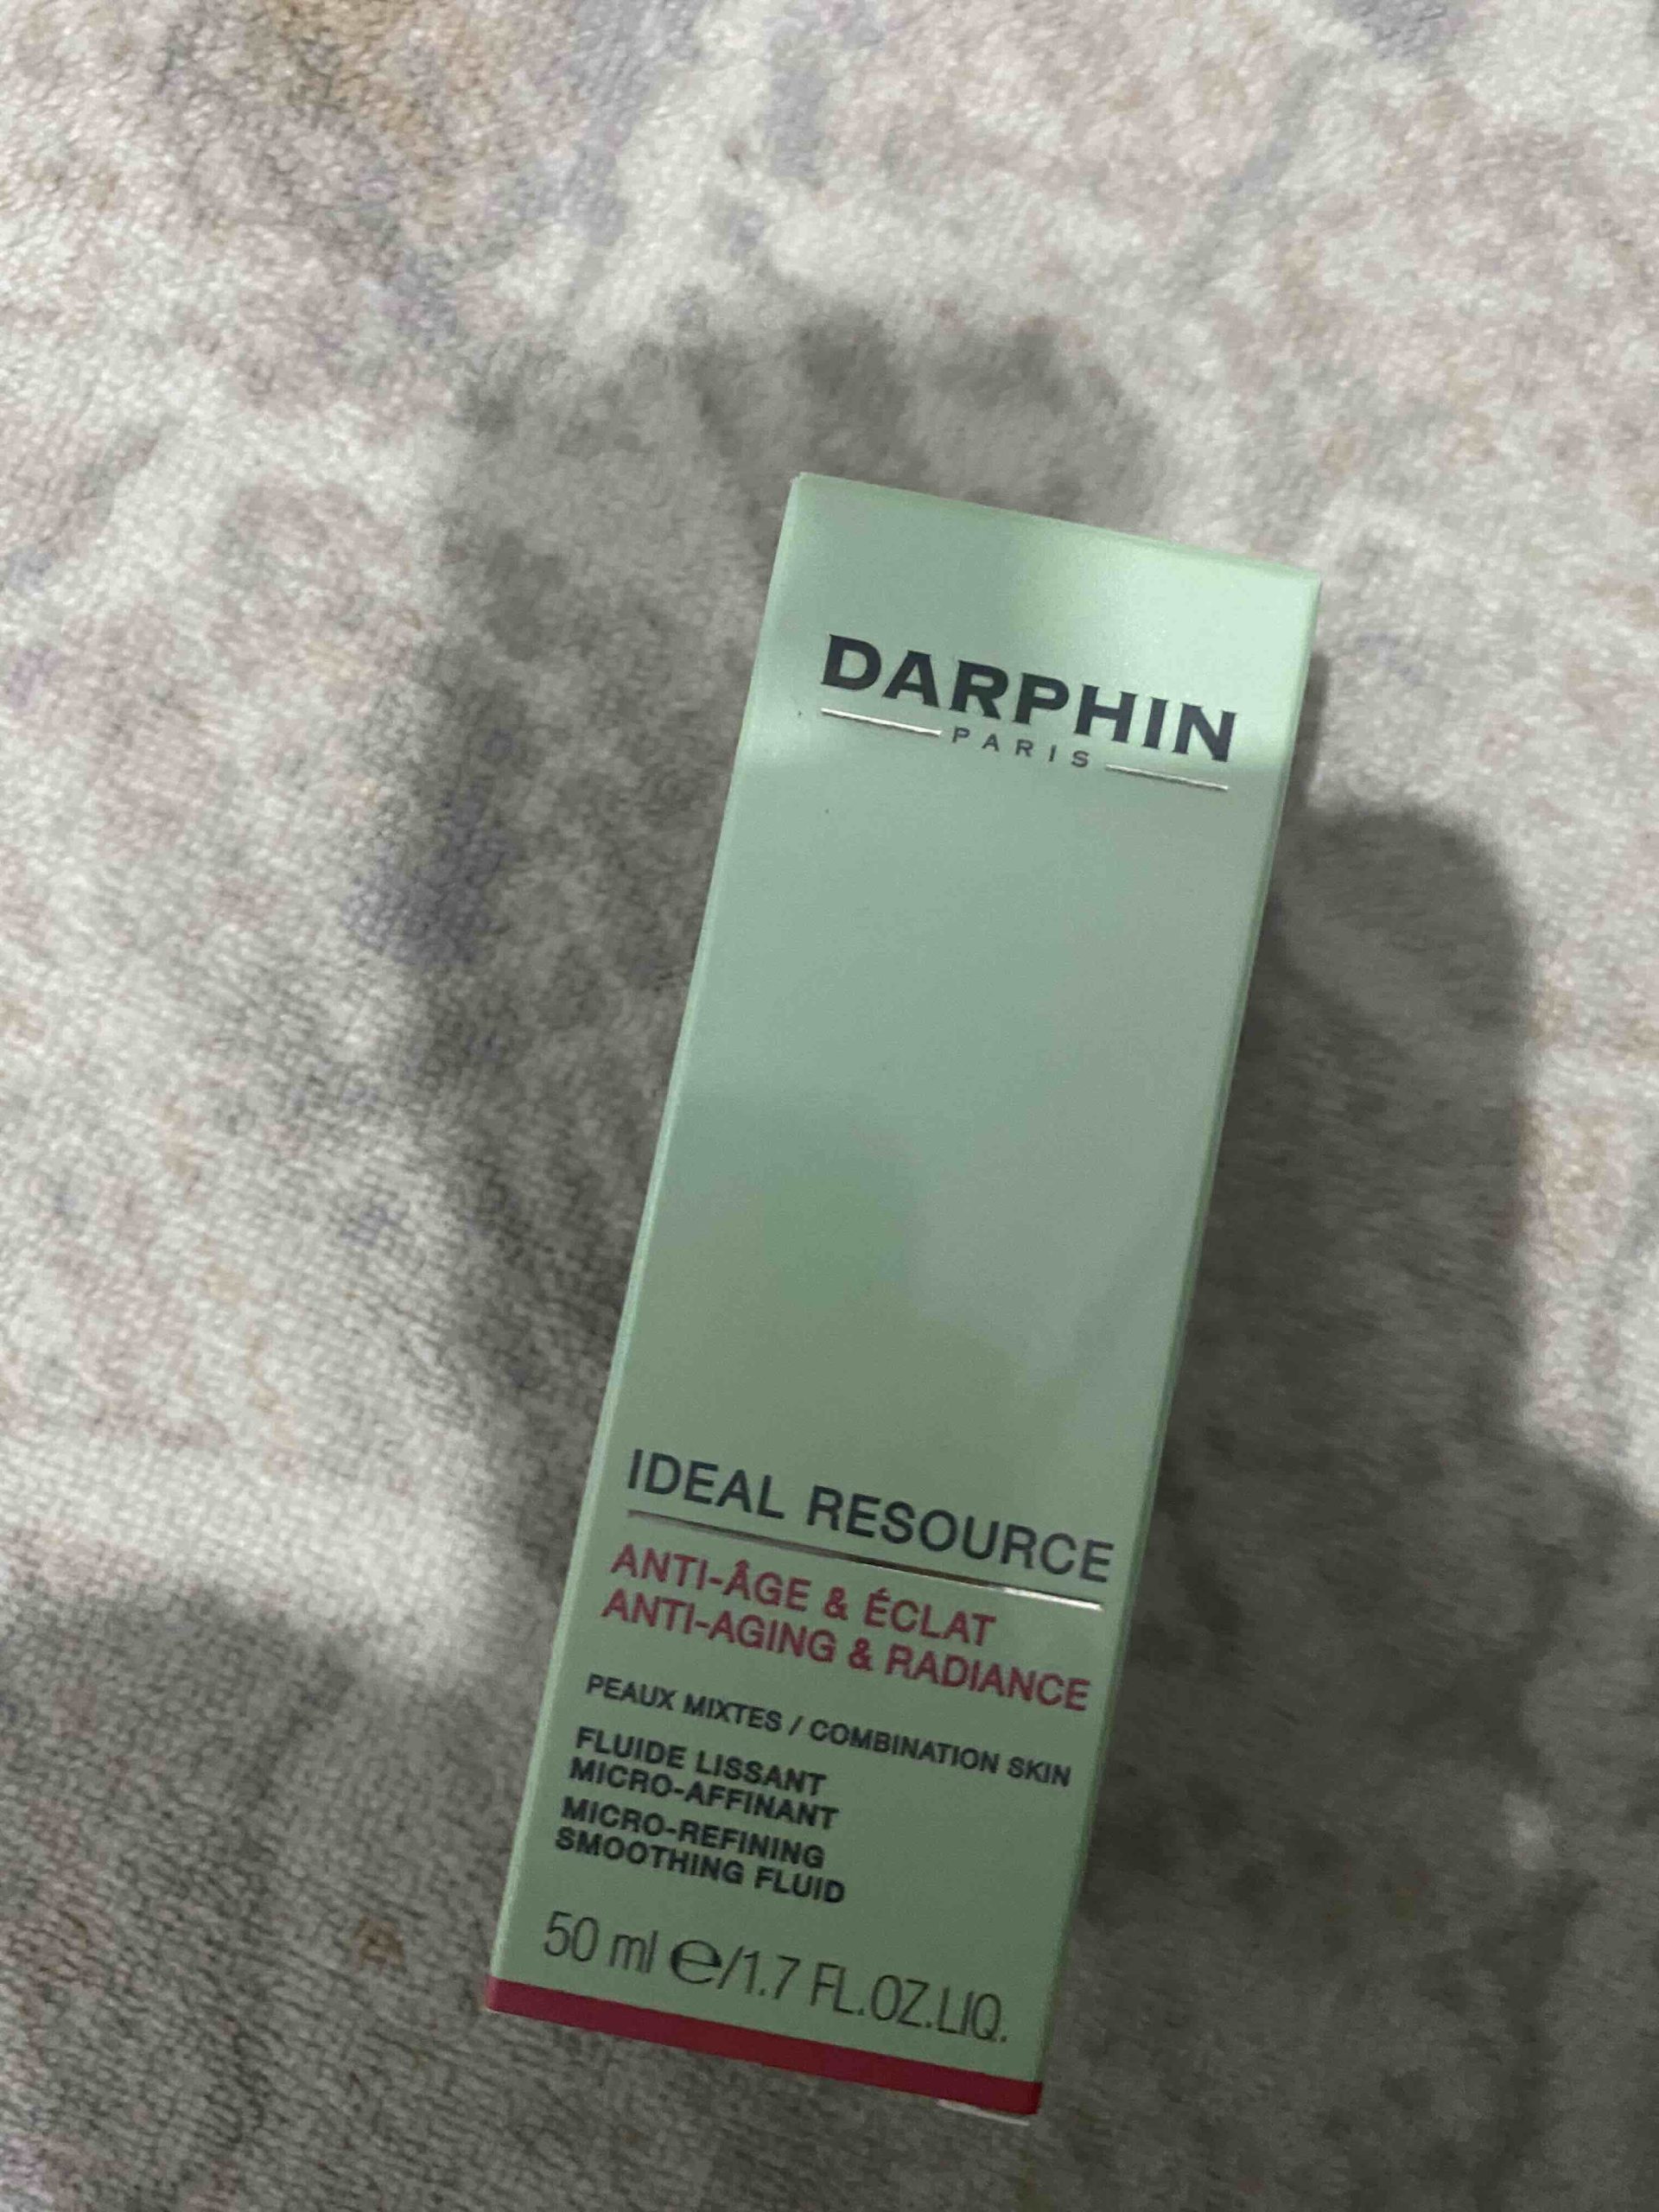 DARPHIN
PARIS
IDEAL RESOURCE
ANTI-ÂGE & ÉCLAT
ANTI-AGING & RADIANCE
PEAUX MIXTES / COMBINATION SKIN
FLUIDE LISSANT
MICRO-AFFINANT
MICRO-REFINING
SMOOTHING FLUID
50 ml ℮/1.7 FL.OZ.LIQ.